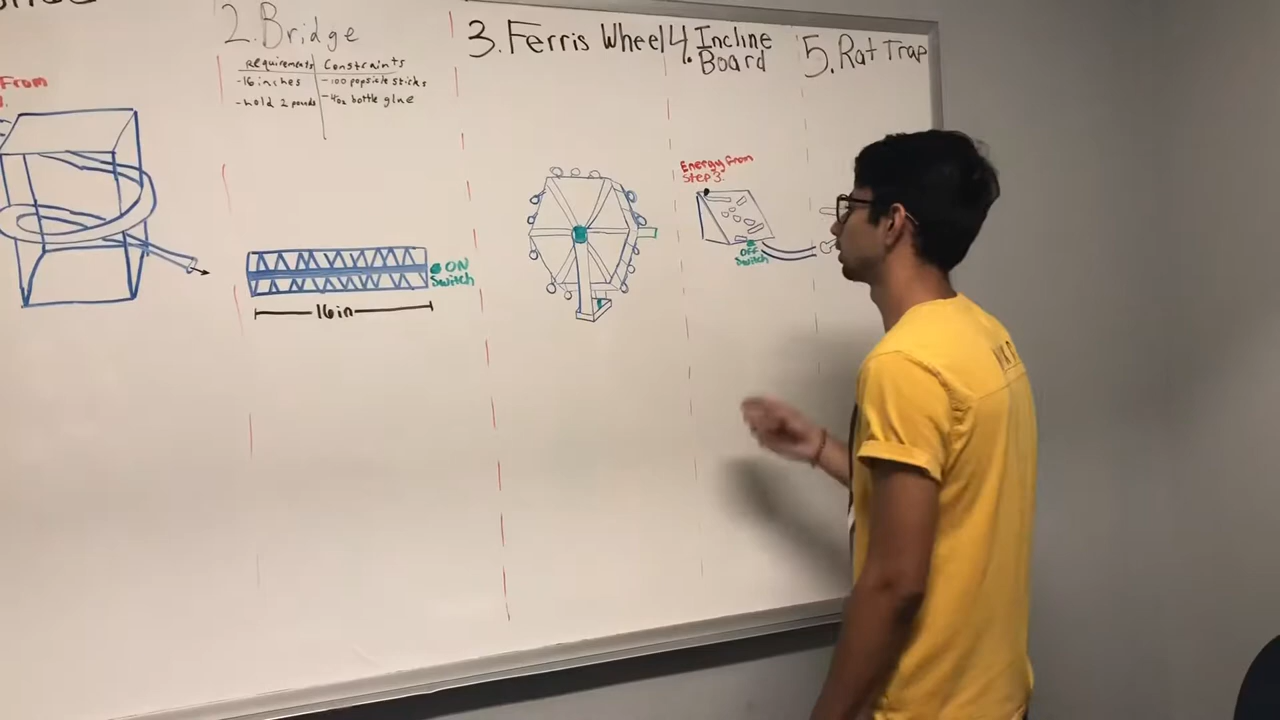 2. Bridge
Requirements Constraints
-16 inches -100 popsicle sticks
-hold 2 pounds -4oz bottle glue
ON
Switch
16in
3. Ferris Wheel
4. Incline
Board
Energy from
Step 3.
OFF
Switch
5. Rat Trap
From